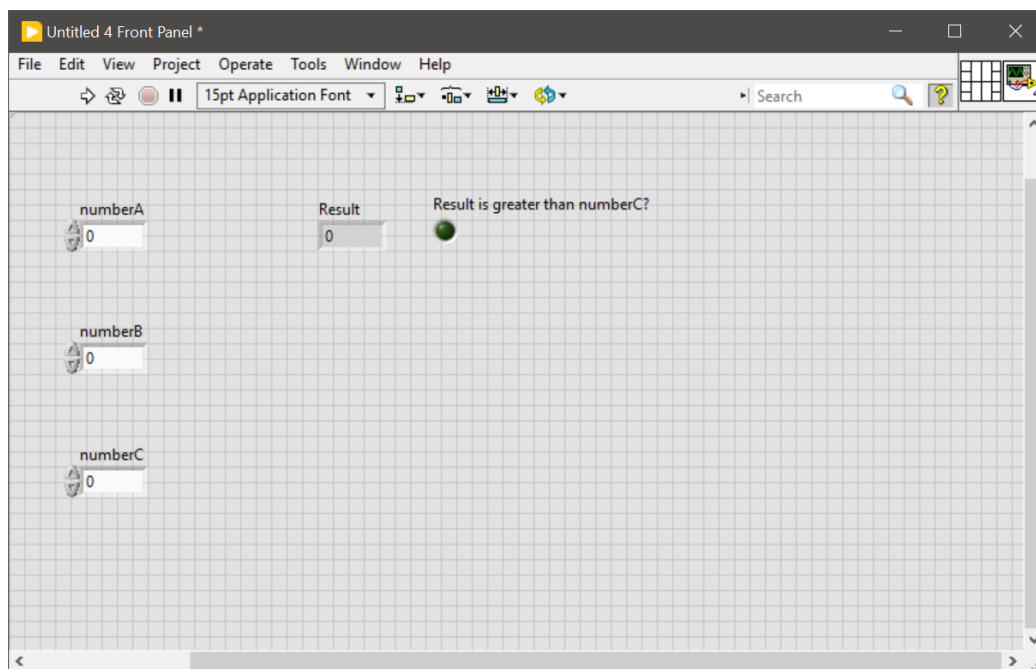 Untitled 4 Front Panel *
File Edit View Project Operate Tools Window Help
15pt Application Font Search ?
numberA Result Result is greater than numberC?
0 0
numberB
0
numberC
0